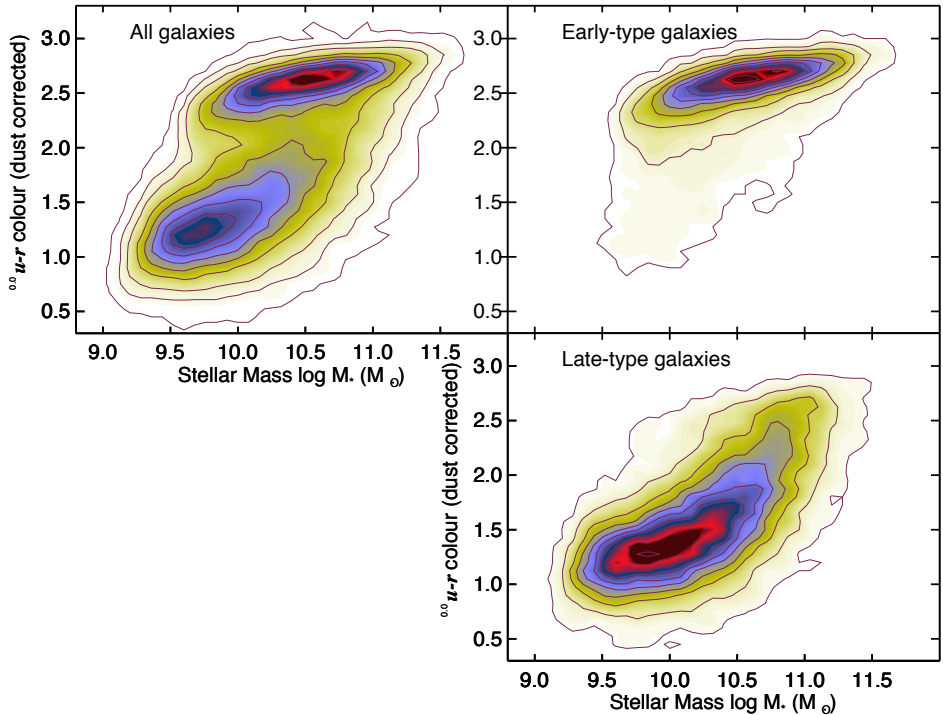 All galaxies
Early-type galaxies
3.0
2.5
2.0
1.5
1.0
0.5
0.0 u-r colour (dust corrected)
3.0
2.5
2.0
1.5
1.0
0.5
9.0 9.5 10.0 10.5 11.0 11.5
Stellar Mass log M* (M⊙)
Late-type galaxies
3.0
2.5
2.0
1.5
1.0
0.5
0.0 u-r colour (dust corrected)
9.0 9.5 10.0 10.5 11.0 11.5
Stellar Mass log M* (M⊙)